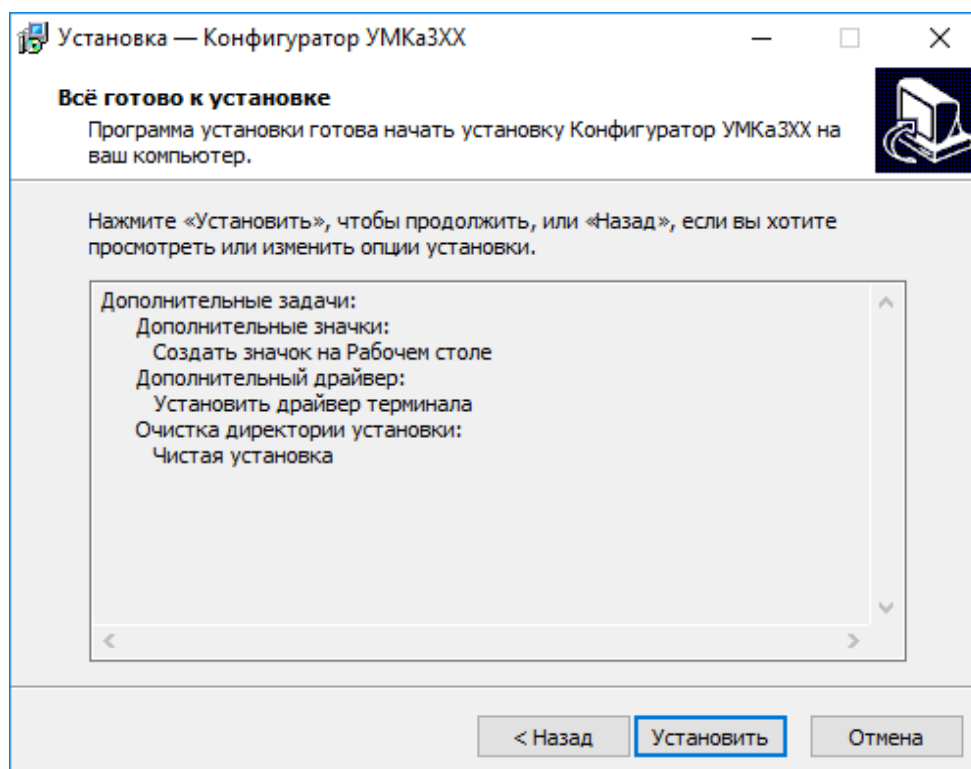 Установка — Конфигуратор УМКа3ХХ
Всё готово к установке
Программа установки готова начать установку Конфигуратор УМКа3ХХ на
ваш компьютер.
Нажмите «Установить», чтобы продолжить, или «Назад», если вы хотите
просмотреть или изменить опции установки.
Дополнительные задачи:
Дополнительные значки:
Создать значок на Рабочем столе
Дополнительный драйвер:
Установить драйвер терминала
Очистка директории установки:
Чистая установка
< Назад
Установить
Отмена